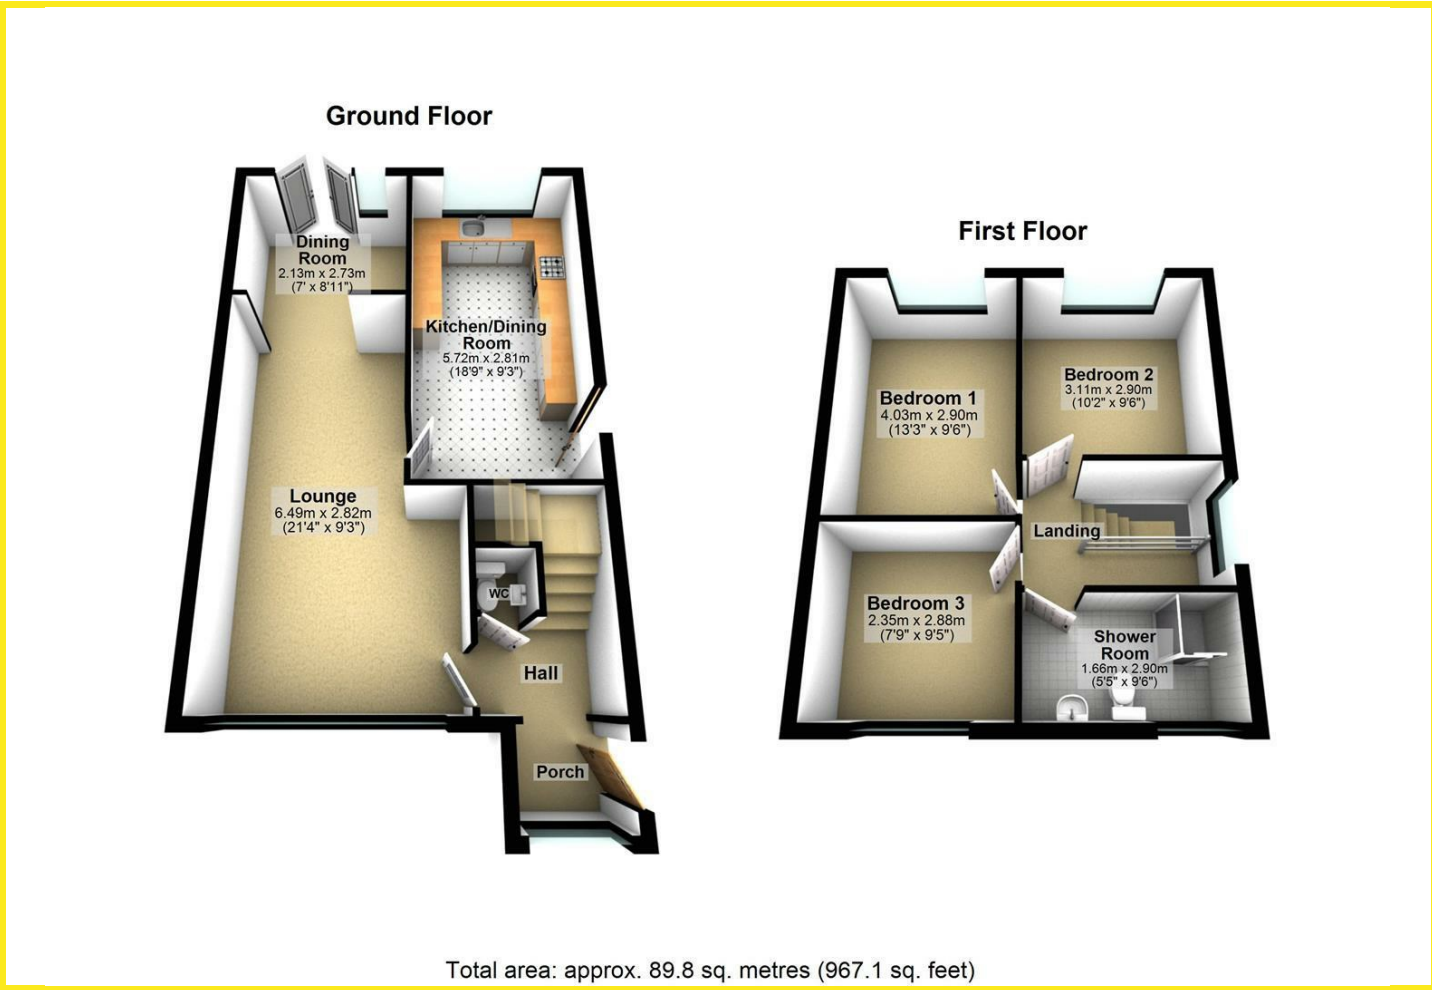 Ground Floor
Dining
Room
2.13m x 2.73m
(7' x 8'11")
Kitchen/Dining
Room
5.72m x 2.81m
(18'9" x 9'3")
Lounge
6.49m x 2.82m
(21'4" x 9'3")
WC
Hall
Porch
First Floor
Bedroom 1
4.03m x 2.90m
(13'3" x 9'6")
Bedroom 2
3.11m x 2.90m
(10'2" x 9'6")
Landing
Bedroom 3
2.35m x 2.88m
(7'9" x 9'5")
Shower
Room
1.66m x 2.90m
(5'5" x 9'6")
Total area: approx. 89.8 sq. metres (967.1 sq. feet)